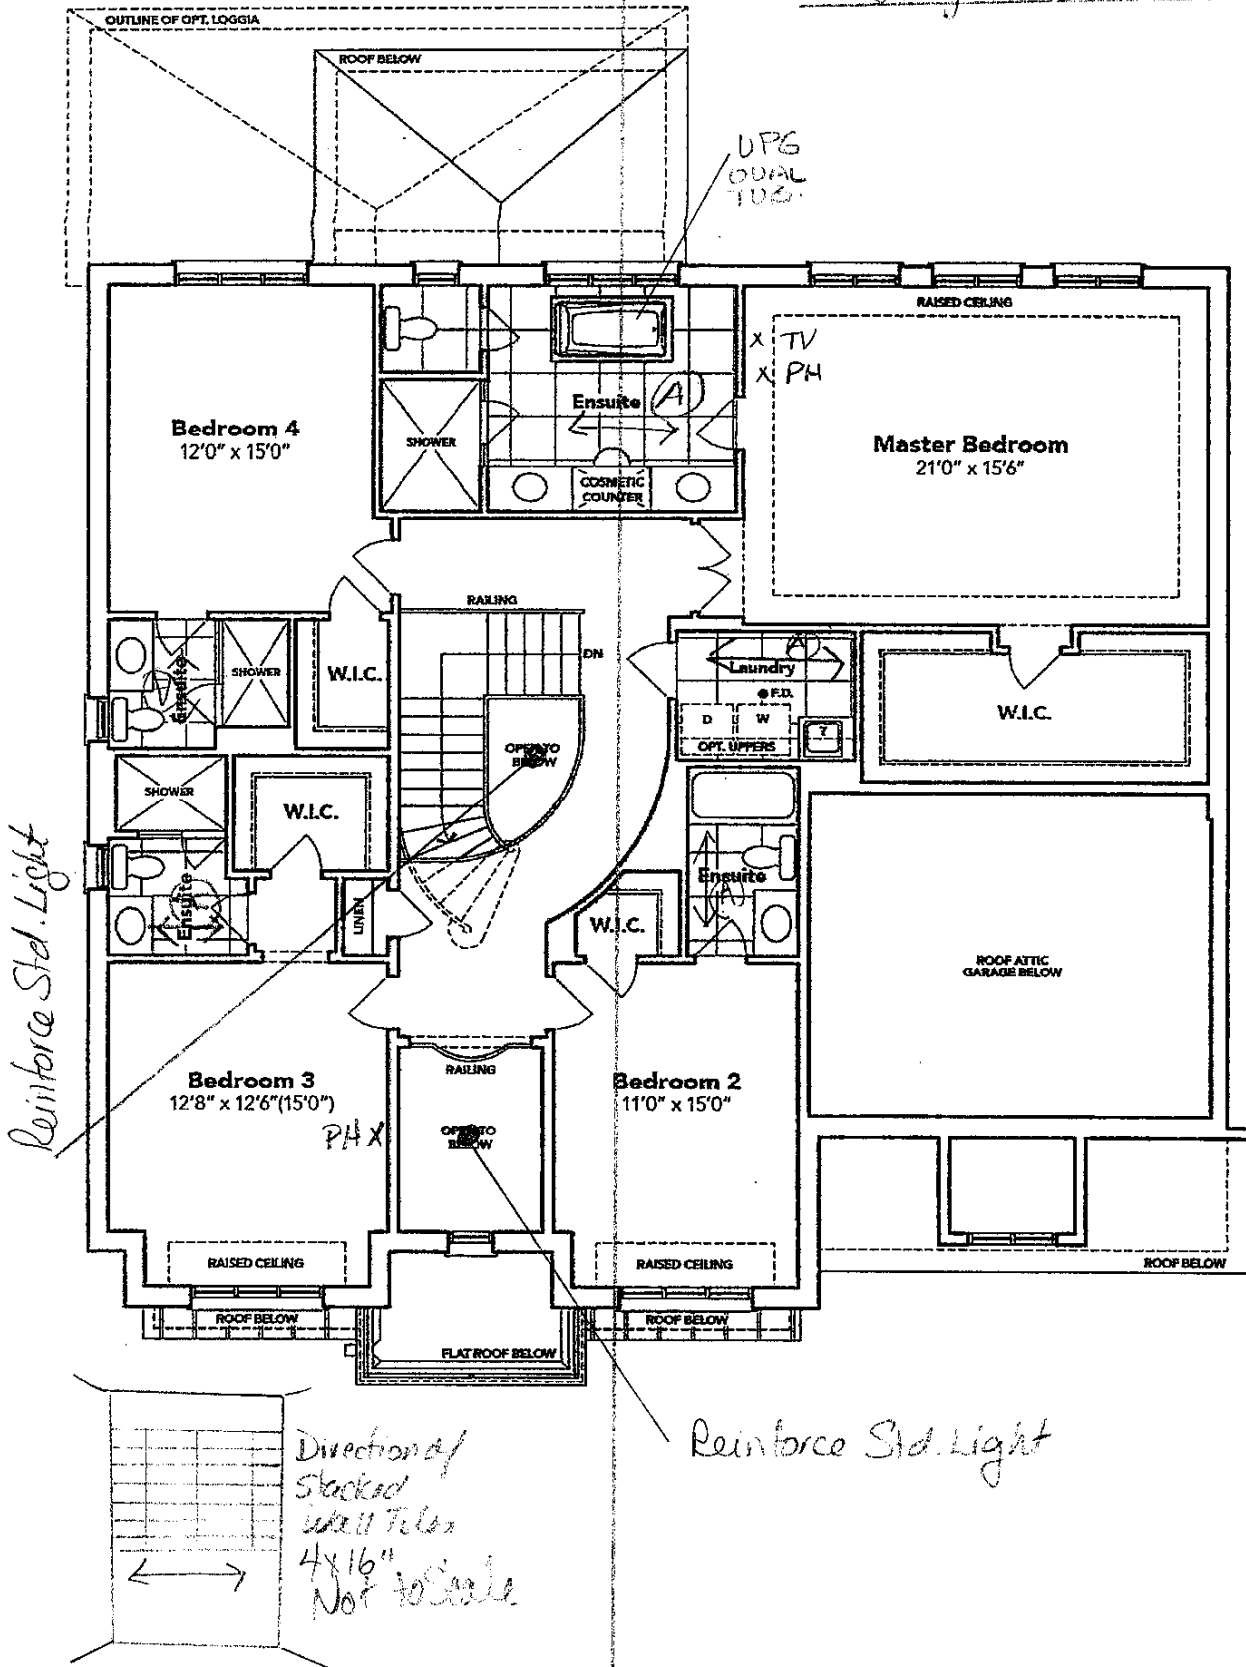 OUTLINE OF OPT. LOGGIA
ROOF BELOW
UPG
OVAL
TUB.
RAISED CEILING
x TV
x PH
Ensuite (A)
Bedroom 4
12'0" x 15'0"
SHOWER
Master Bedroom
21'0" x 15'6"
COSMETIC
COUNTER
RAILING
DN
Ensuite
SHOWER
W.I.C.
(A)
Laundry
F.D.
D W
OPT. UPPERS
W.I.C.
OPEN TO
BELOW
SHOWER
W.I.C.
Reinforce Std. Light
Ensuite
LINEN
W.I.C.
Ensuite
(A)
ROOF ATTIC
GARAGE BELOW
RAILING
Bedroom 3
12'8" x 12'6"(15'0")
PH X
OPEN TO
BELOW
Bedroom 2
11'0" x 15'0"
RAISED CEILING
RAISED CEILING
ROOF BELOW
ROOF BELOW
ROOF BELOW
FLAT ROOF BELOW
Reinforce Std. Light
Direction of
Stacked
Wall Tiles
4x16"
Not to Scale